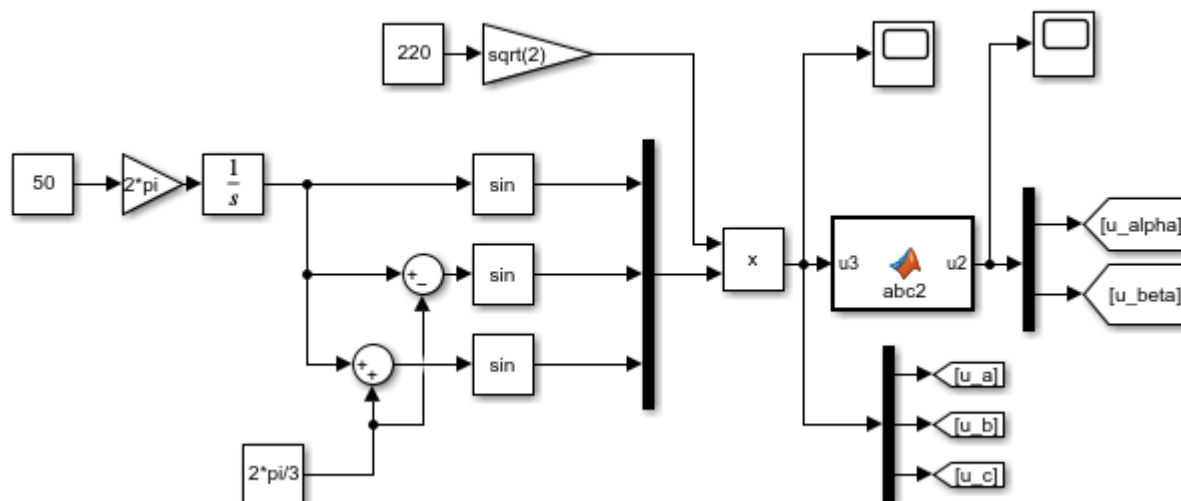 220
sqrt(2)
50
2*pi
1
s
sin
[u_alpha]
+
−
sin
x
u3
u2
abc2
[u_beta]
+
+
sin
[u_a]
[u_b]
2*pi/3
[u_c]